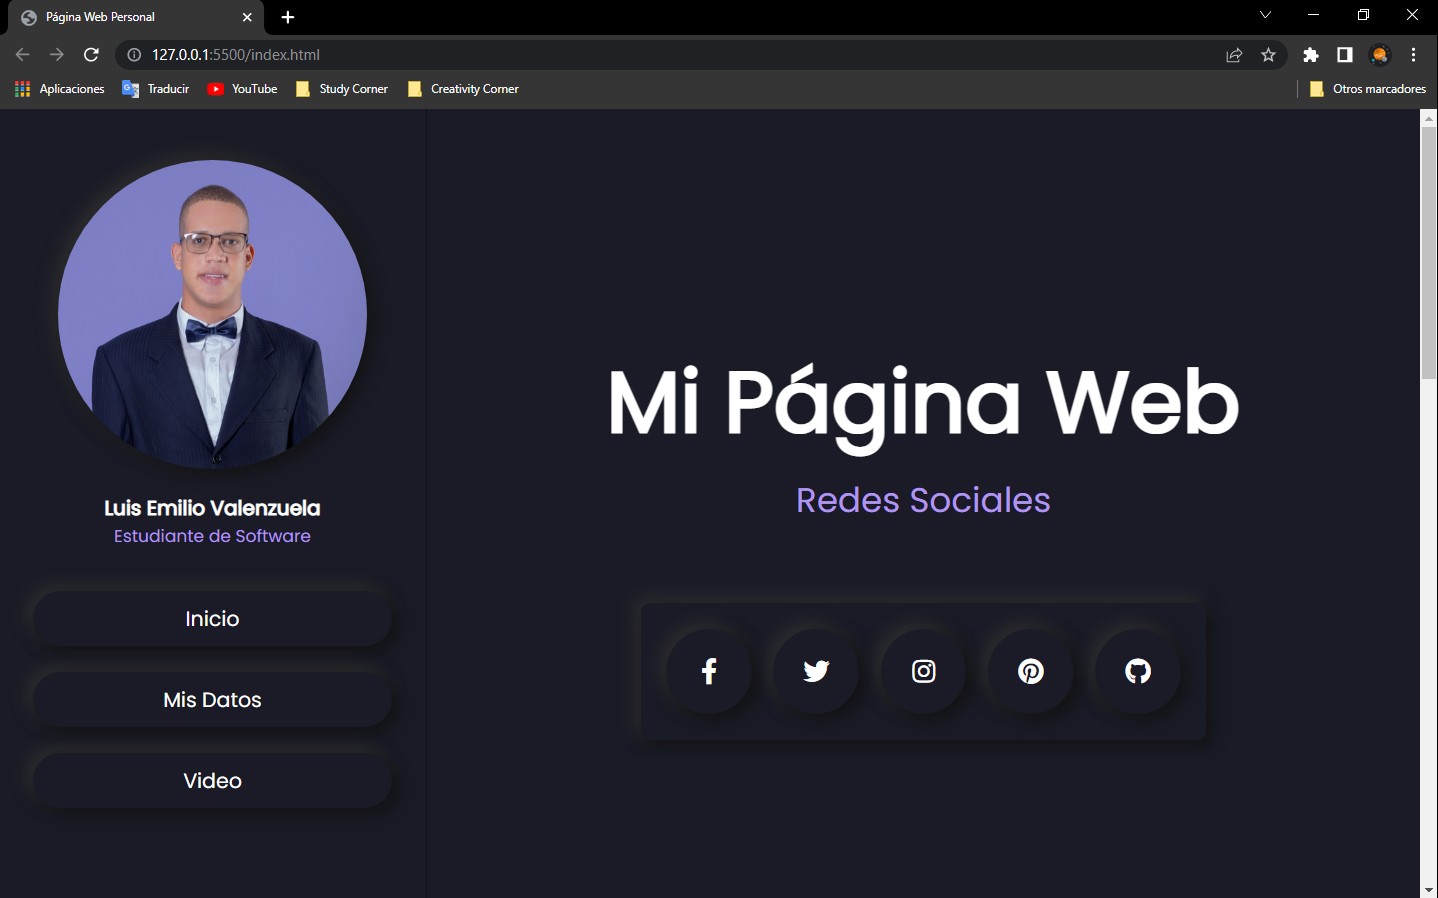 Página Web Personal
127.0.0.1:5500/index.html
Aplicaciones
Traducir
YouTube
Study Corner
Creativity Corner
Otros marcadores
Luis Emilio Valenzuela
Estudiante de Software
Inicio
Mis Datos
Video
Mi Página Web
Redes Sociales